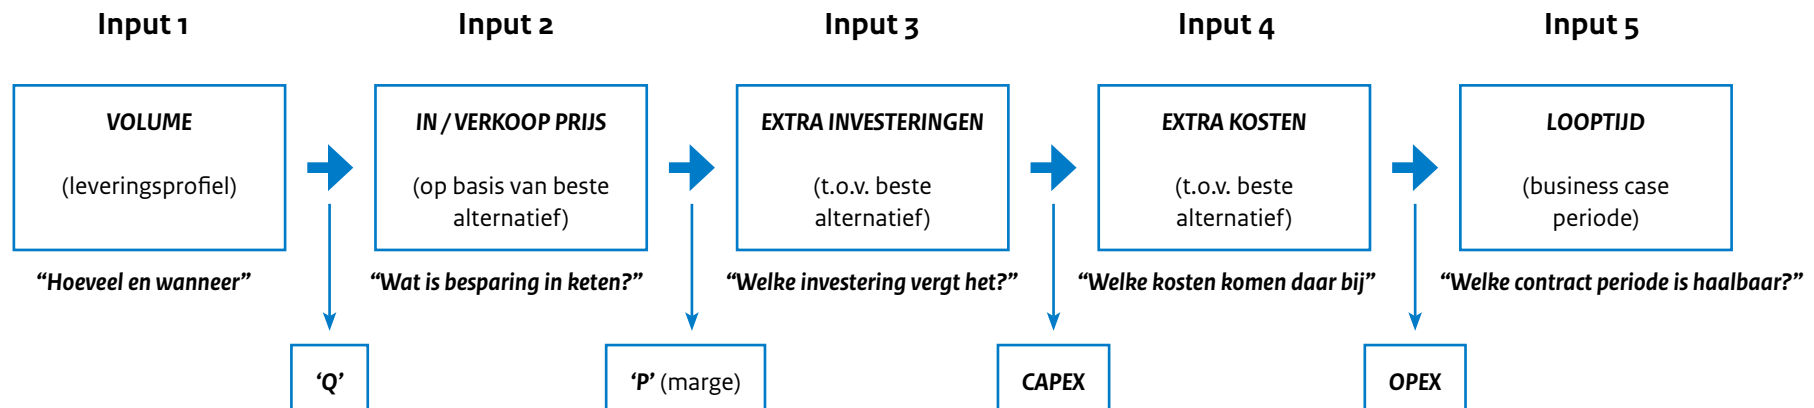 Input 1
Input 2
Input 3
Input 4
Input 5
VOLUME
(leveringsprofiel)
IN / VERKOOP PRIJS
(op basis van beste
alternatief)
EXTRA INVESTERINGEN
(t.o.v. beste
alternatief)
EXTRA KOSTEN
(t.o.v. beste
alternatief)
LOOPTIJD
(business case
periode)
“Hoeveel en wanneer”
“Wat is besparing in keten?”
“Welke investering vergt het?”
“Welke kosten komen daar bij”
“Welke contract periode is haalbaar?”
‘Q’
‘P’ (marge)
CAPEX
OPEX